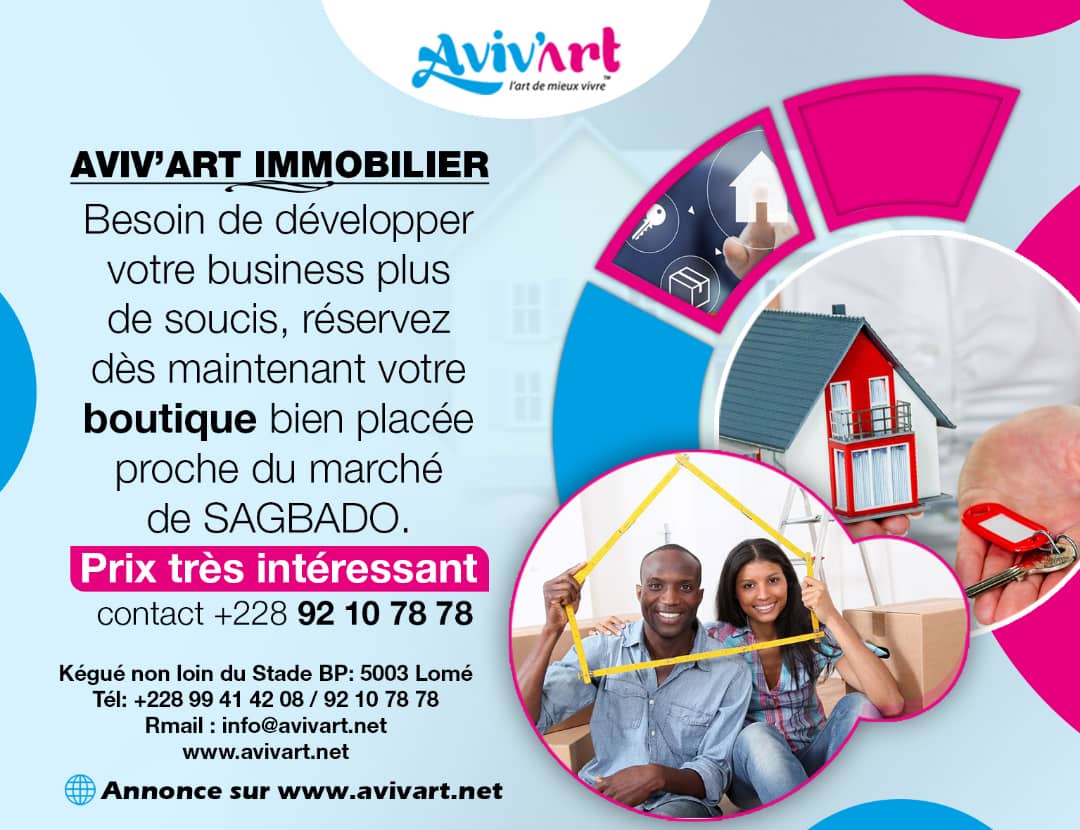 Aviv'art
l'art de mieux vivre™
AVIV'ART IMMOBILIER
Besoin de développer
votre business plus
de soucis, réservez
dès maintenant votre
boutique bien placée
proche du marché
de SAGBADO.
Prix très intéressant
contact +228 92 10 78 78
Kégué non loin du Stade BP: 5003 Lomé
Tél: +228 99 41 42 08 / 92 10 78 78
Rmail : info@avivart.net
www.avivart.net
Annonce sur www.avivart.net